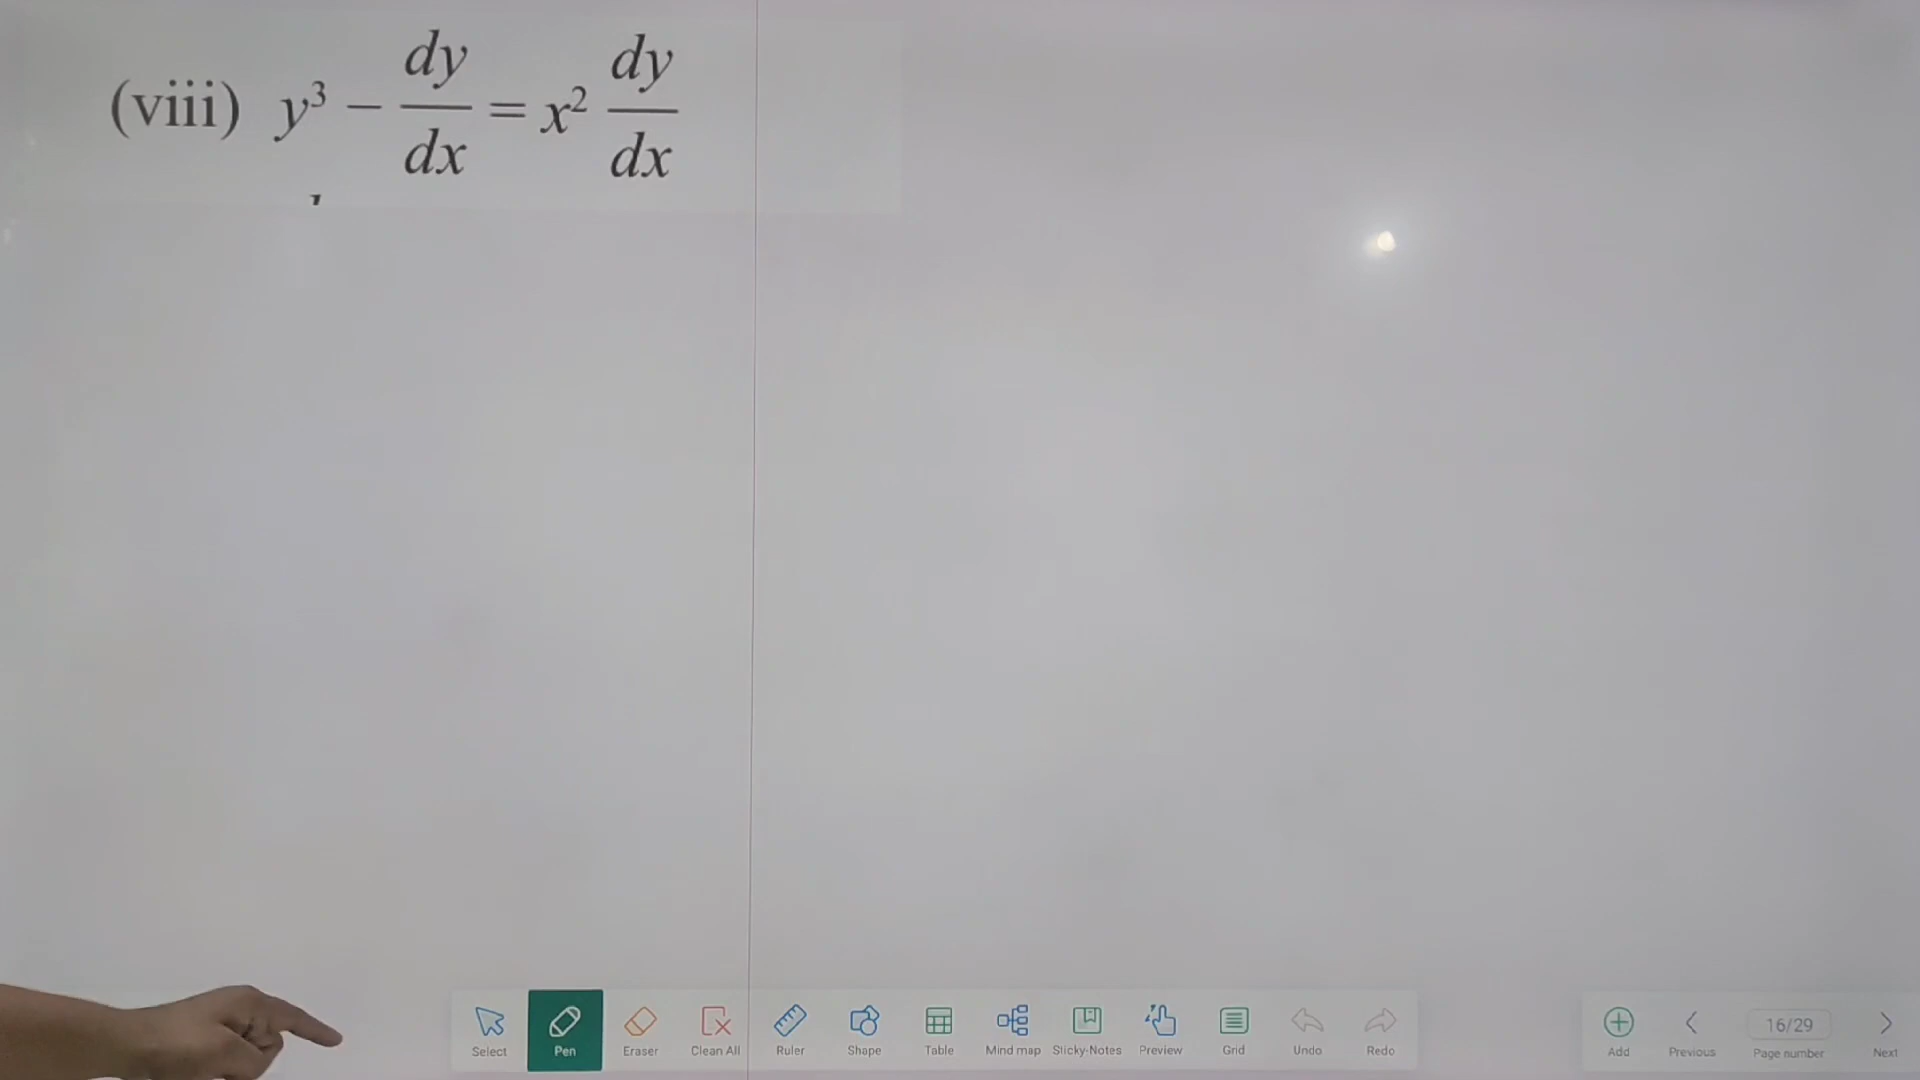 (viii) y³ − dy/dx = x² dy/dx
Select Pen Eraser Clean All Ruler Shape Table Mind map Sticky-Notes Preview Grid Undo Redo Add Previous 16/29 Page number Next